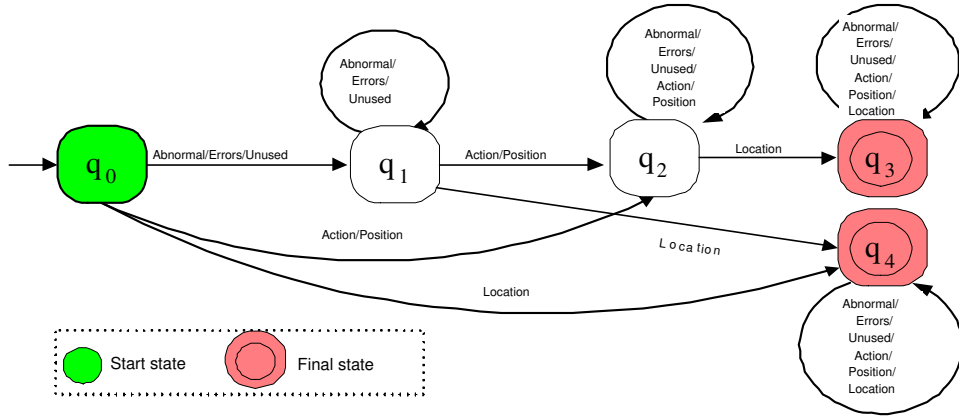 Abnormal/
Errors/
Unused
Abnormal/
Errors/
Unused/
Action/
Position
Abnormal/
Errors/
Unused/
Action/
Position/
Location
q0
Abnormal/Errors/Unused
q1
Action/Position
q2
Location
q3
Action/Position
Location
q4
Location
Abnormal/
Errors/
Unused/
Action/
Position/
Location
Start state
Final state